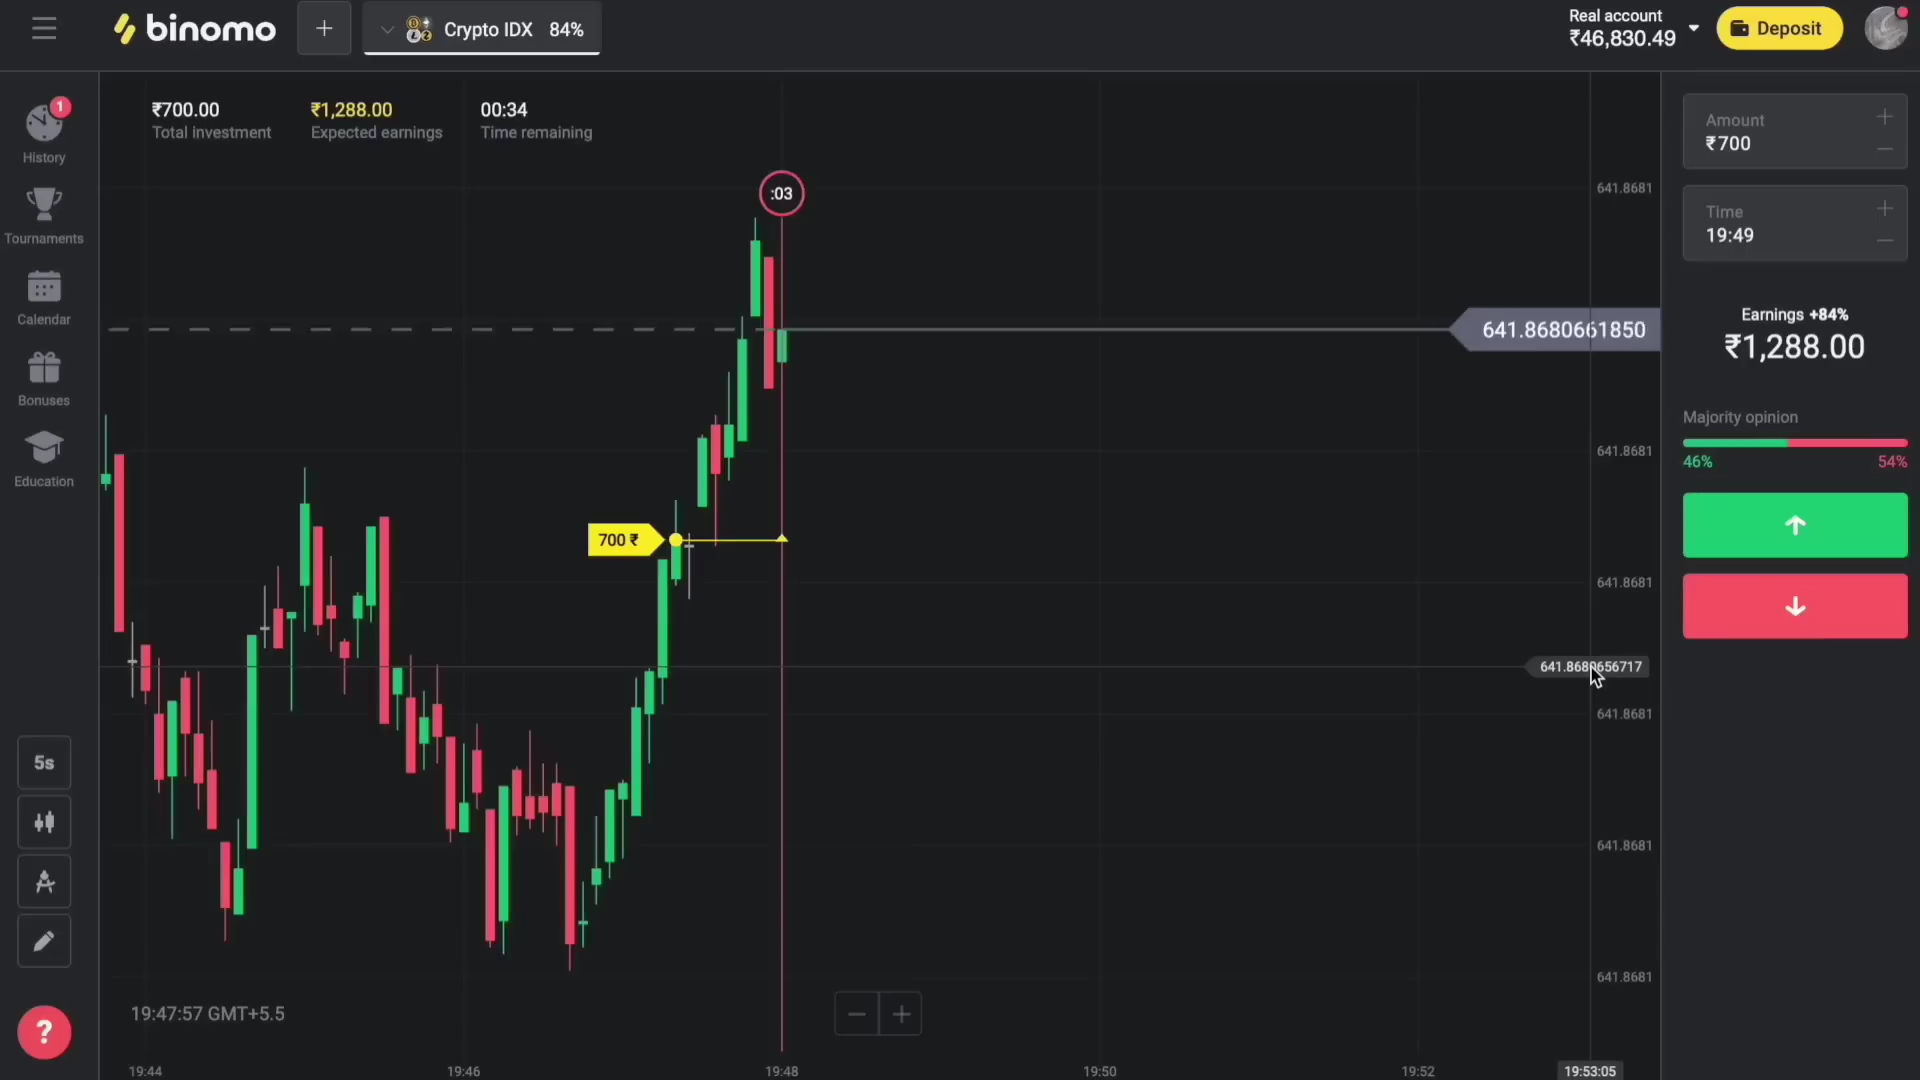 binomo
+
Crypto IDX 84%
Real account
₹46,830.49
Deposit
1
History
Tournaments
Calendar
Bonuses
Education
5s
?
₹700.00
Total investment
₹1,288.00
Expected earnings
00:34
Time remaining
:03
700 ₹
641.8681
641.8680661850
641.8681
641.8681
641.8680656717
641.8681
641.8681
641.8681
19:47:57 GMT+5.5
− +
19:44
19:46
19:48
19:50
19:52
19:53:05
Amount
₹700
+
−
Time
19:49
+
−
Earnings +84%
₹1,288.00
Majority opinion
46% 54%